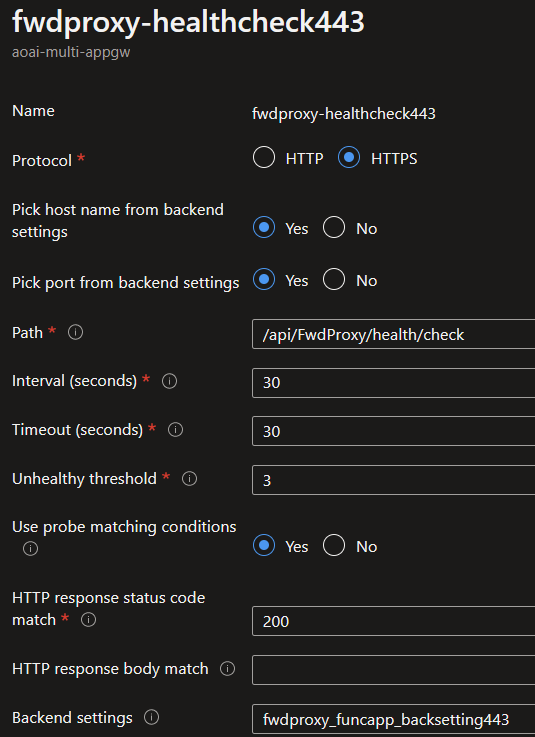 fwdproxy-healthcheck443
aoai-multi-appgw
Name
fwdproxy-healthcheck443
Protocol *
HTTP
HTTPS
Pick host name from backend
settings
Yes
No
Pick port from backend settings
Yes
No
Path *
/api/FwdProxy/health/check
Interval (seconds) *
30
Timeout (seconds) *
30
Unhealthy threshold *
3
Use probe matching conditions
Yes
No
HTTP response status code
match *
200
HTTP response body match
Backend settings
fwdproxy_funcapp_backsetting443